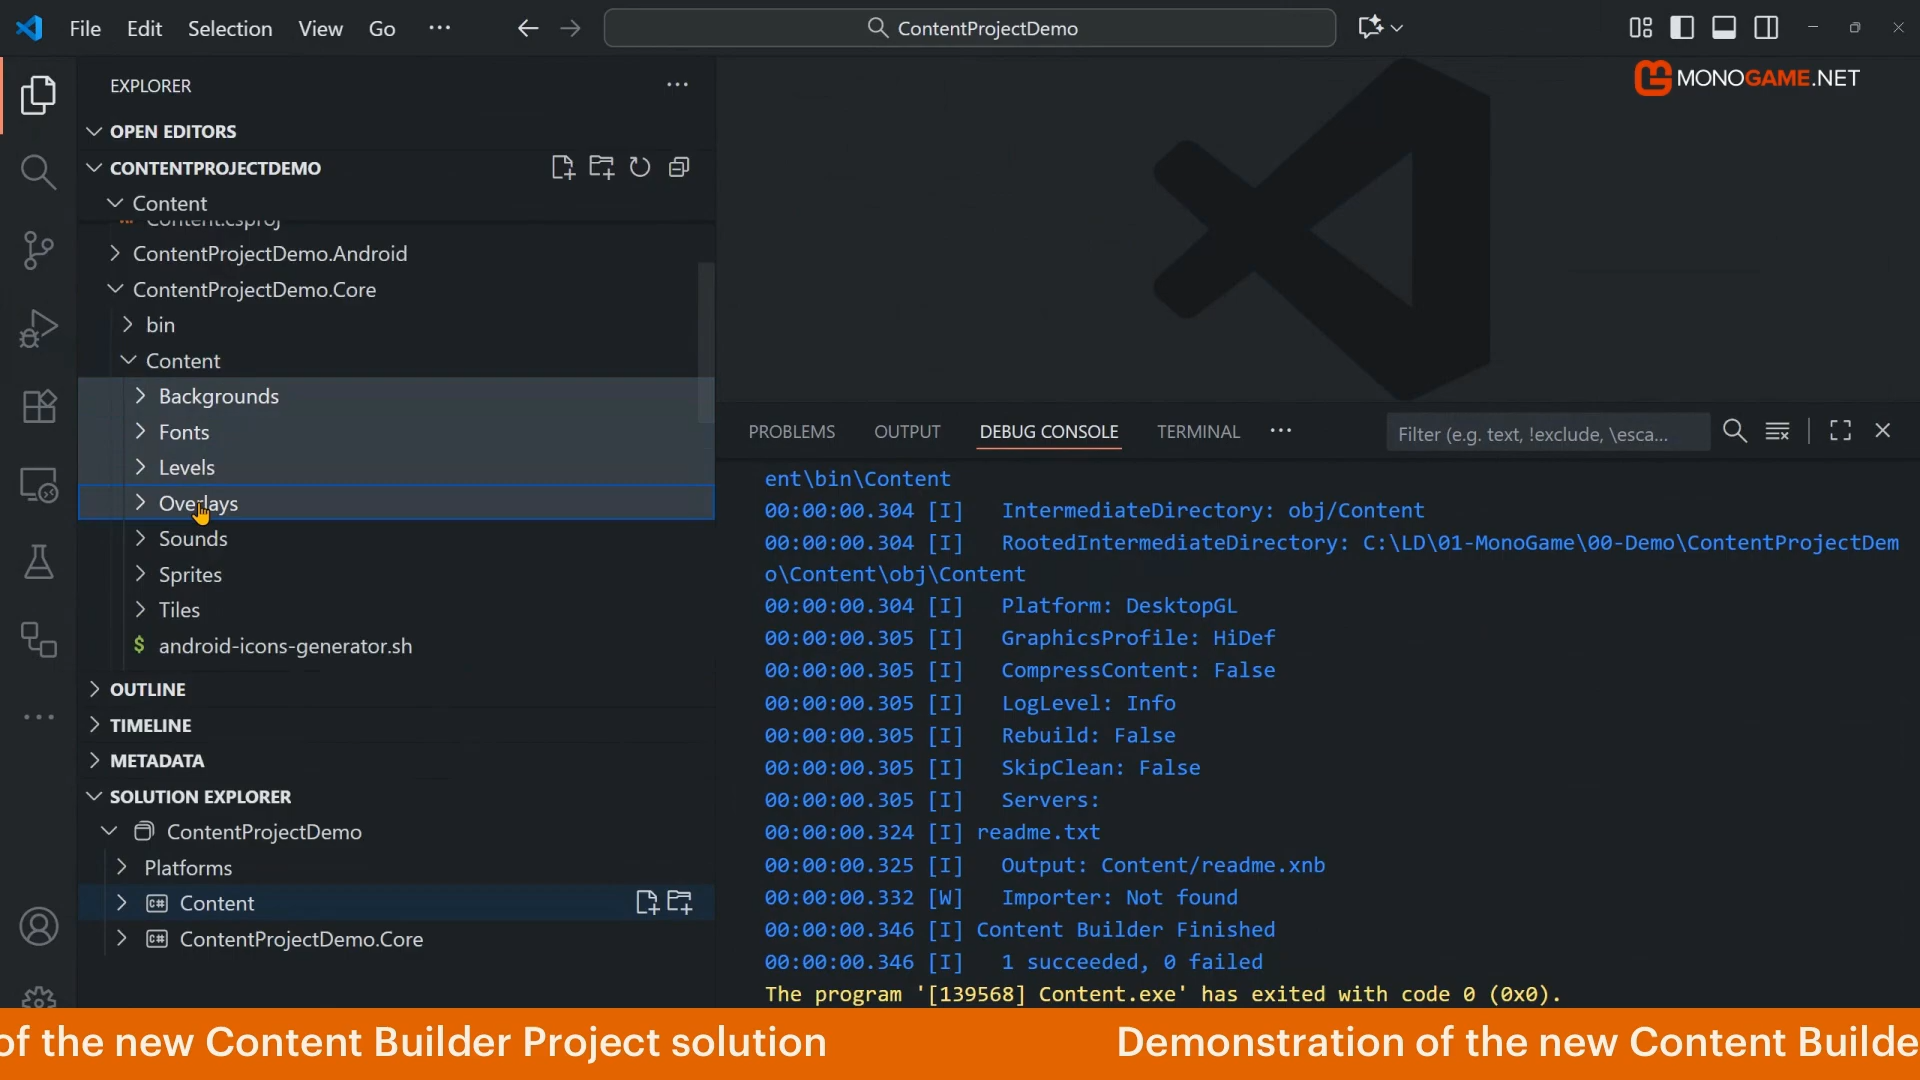 File Edit Selection View Go ContentProjectDemo
MONOGAME.NET
EXPLORER
OPEN EDITORS
CONTENTPROJECTDEMO
Content
Content.csproj
ContentProjectDemo.Android
ContentProjectDemo.Core
bin
Content
Backgrounds
Fonts
Levels
Overlays
Sounds
Sprites
Tiles
$ android-icons-generator.sh
OUTLINE
TIMELINE
METADATA
SOLUTION EXPLORER
ContentProjectDemo
Platforms
C# Content
C# ContentProjectDemo.Core
PROBLEMS OUTPUT DEBUG CONSOLE TERMINAL Filter (e.g. text, !exclude, \esca...
ent\bin\Content
00:00:00.304 [I] IntermediateDirectory: obj/Content
00:00:00.304 [I] RootedIntermediateDirectory: C:\LD\01-MonoGame\00-Demo\ContentProjectDem
o\Content\obj\Content
00:00:00.304 [I] Platform: DesktopGL
00:00:00.305 [I] GraphicsProfile: HiDef
00:00:00.305 [I] CompressContent: False
00:00:00.305 [I] LogLevel: Info
00:00:00.305 [I] Rebuild: False
00:00:00.305 [I] SkipClean: False
00:00:00.305 [I] Servers:
00:00:00.324 [I] readme.txt
00:00:00.325 [I] Output: Content/readme.xnb
00:00:00.332 [W] Importer: Not found
00:00:00.346 [I] Content Builder Finished
00:00:00.346 [I] 1 succeeded, 0 failed
The program '[139568] Content.exe' has exited with code 0 (0x0).
of the new Content Builder Project solution Demonstration of the new Content Builde